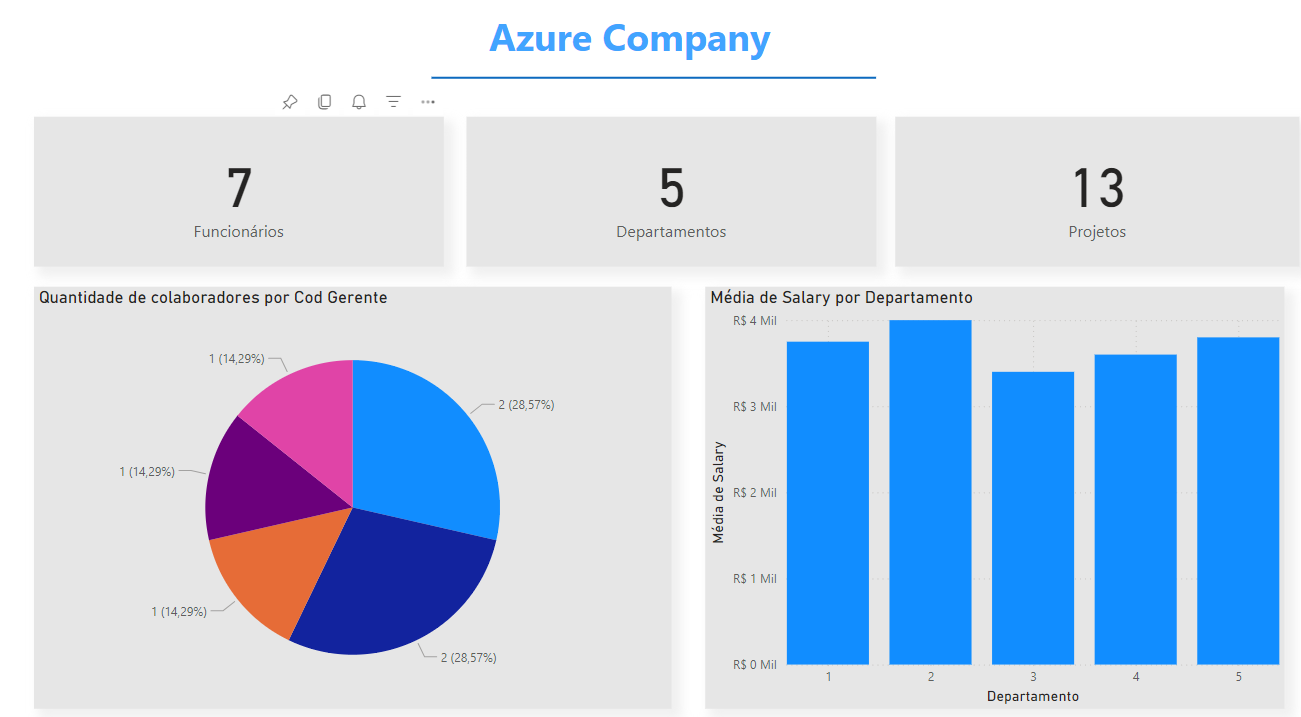 Azure Company
7
Funcionários
5
Departamentos
13
Projetos
Quantidade de colaboradores por Cod Gerente
1 (14,29%)
2 (28,57%)
1 (14,29%)
1 (14,29%)
2 (28,57%)
Média de Salary por Departamento
R$ 4 Mil
R$ 3 Mil
R$ 2 Mil
R$ 1 Mil
R$ 0 Mil
Média de Salary
1 2 3 4 5
Departamento